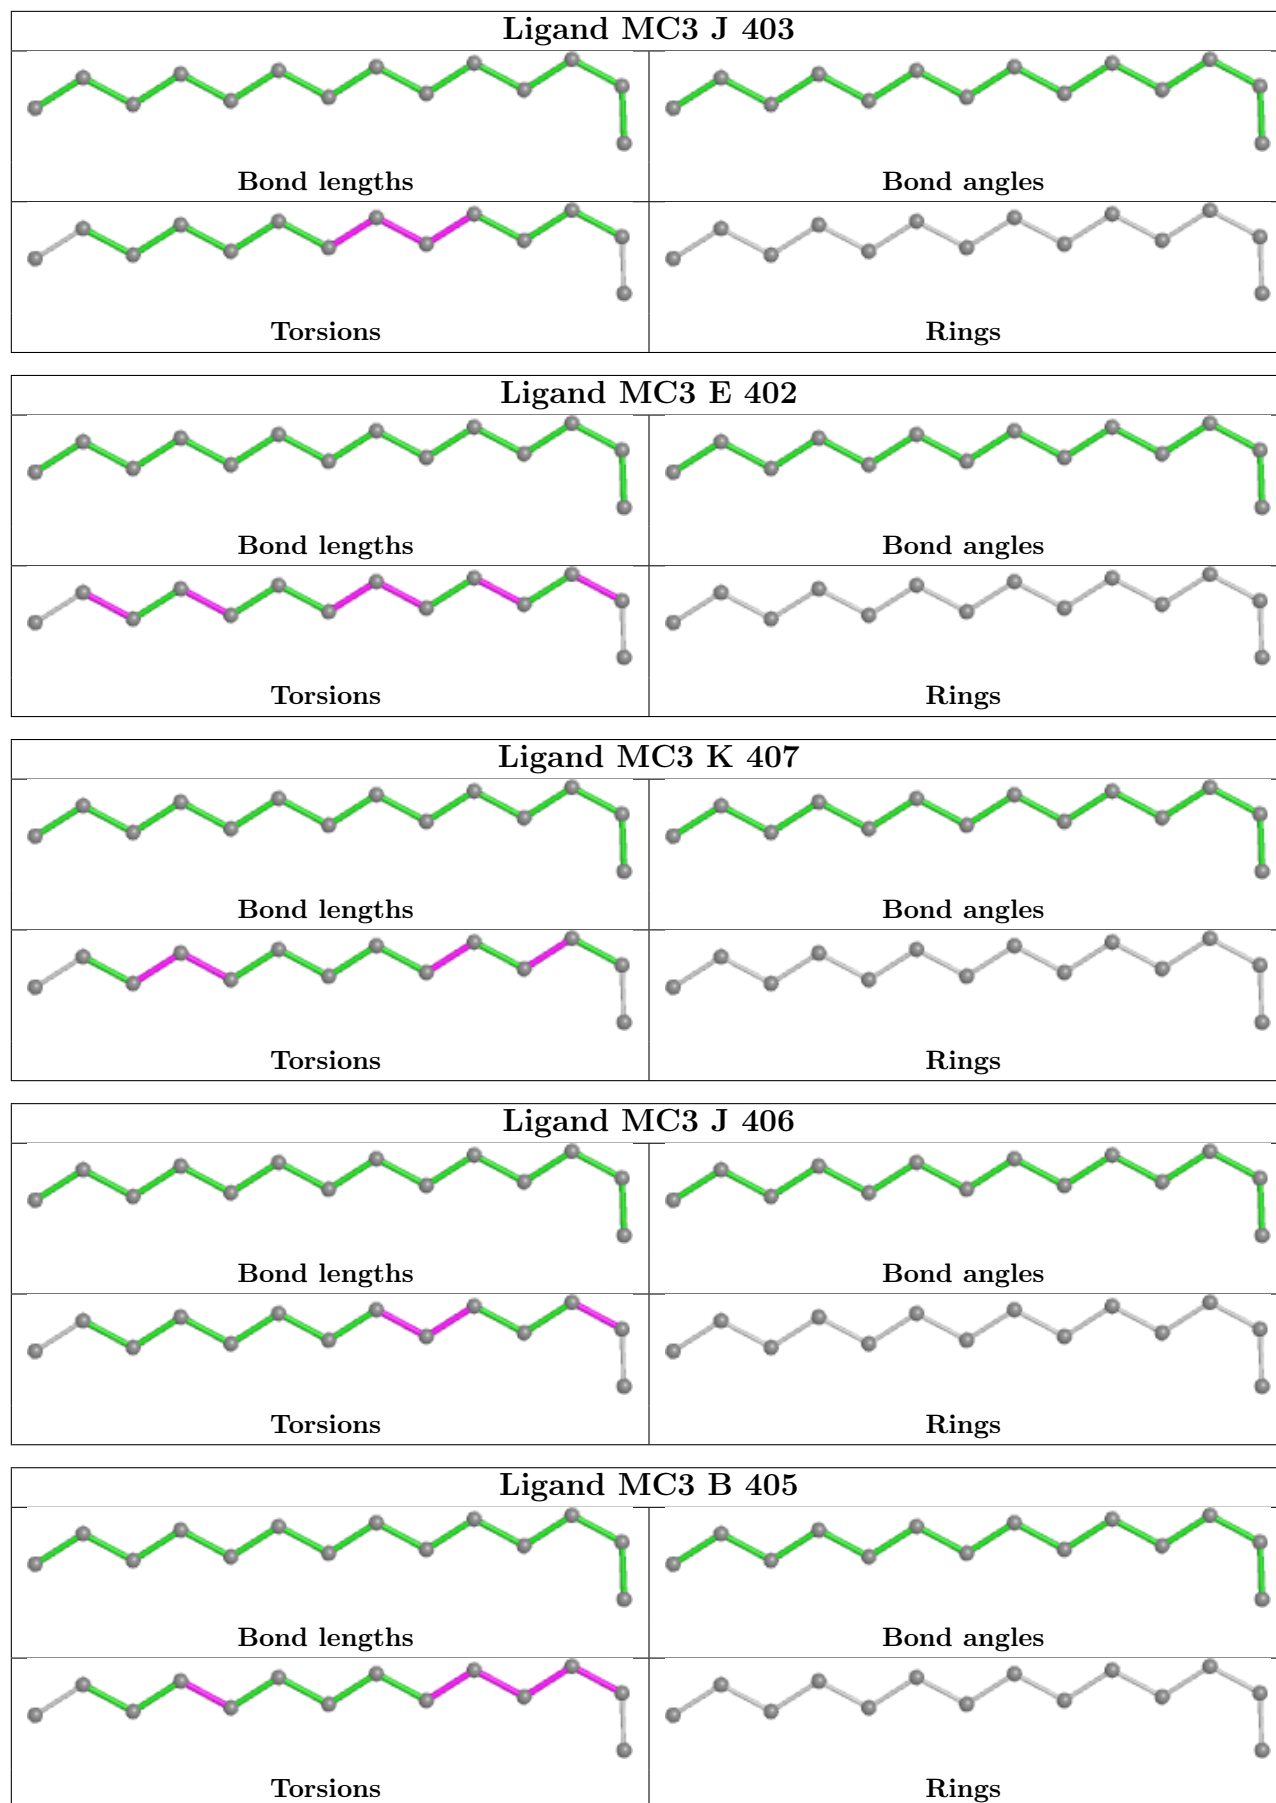 Ligand MC3 J 403
Bond lengths
Bond angles
Torsions
Rings
Ligand MC3 E 402
Bond lengths
Bond angles
Torsions
Rings
Ligand MC3 K 407
Bond lengths
Bond angles
Torsions
Rings
Ligand MC3 J 406
Bond lengths
Bond angles
Torsions
Rings
Ligand MC3 B 405
Bond lengths
Bond angles
Torsions
Rings